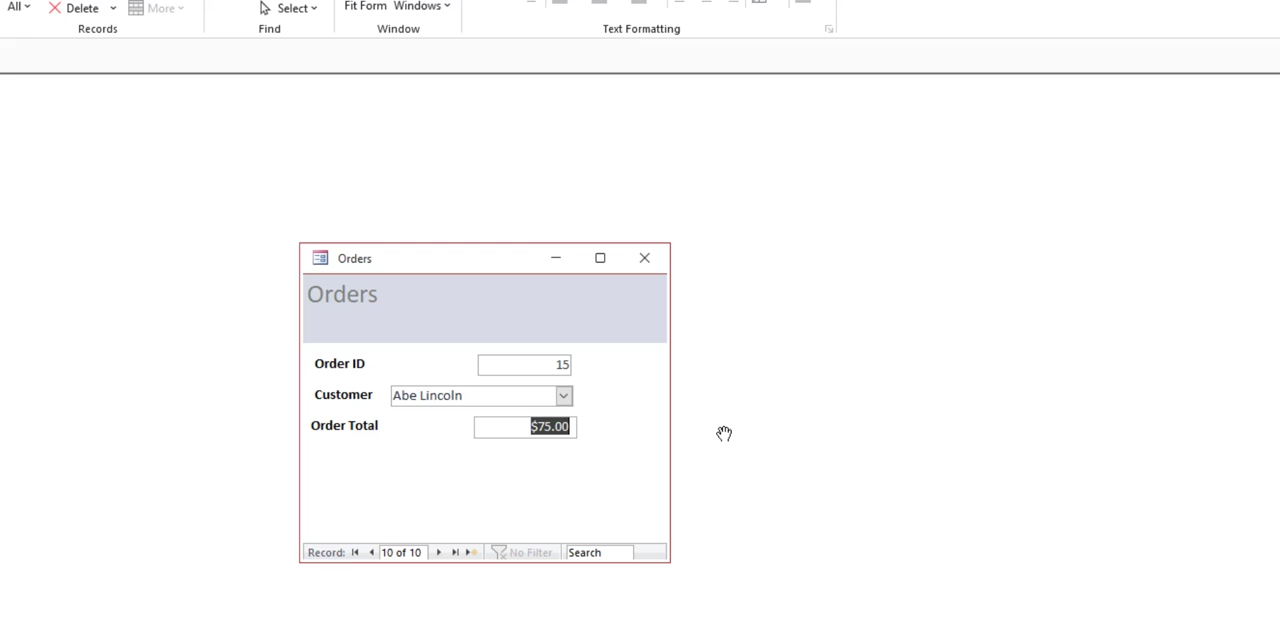 All Delete More Select Fit Form Windows
Records Find Window Text Formatting
Orders
Orders
Order ID 15
Customer Abe Lincoln
Order Total $75.00
Record: 10 of 10 No Filter Search